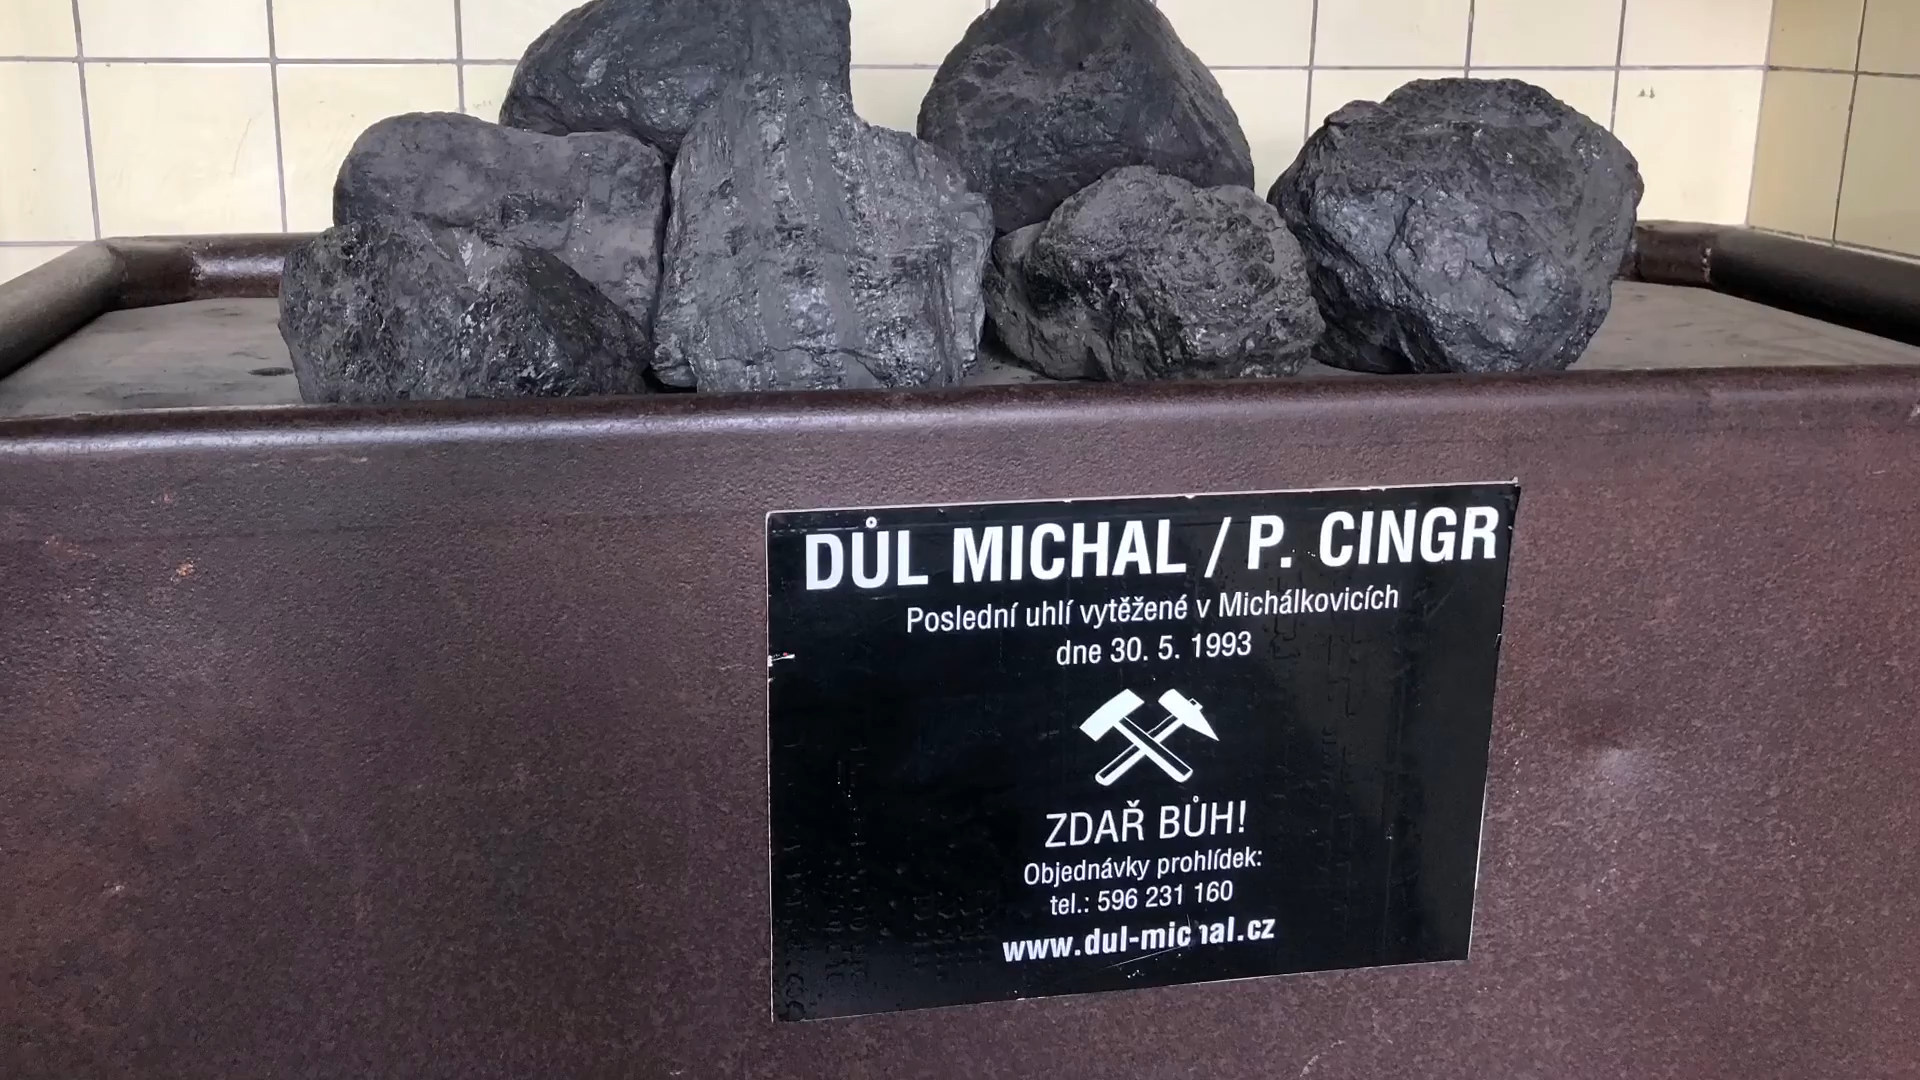 DŮL MICHAL / P. CINGR
Poslední uhlí vytěžené v Michálkovicích
dne 30. 5. 1993
ZDAŘ BŮH!
Objednávky prohlídek:
tel.: 596 231 160
www.dul-michal.cz